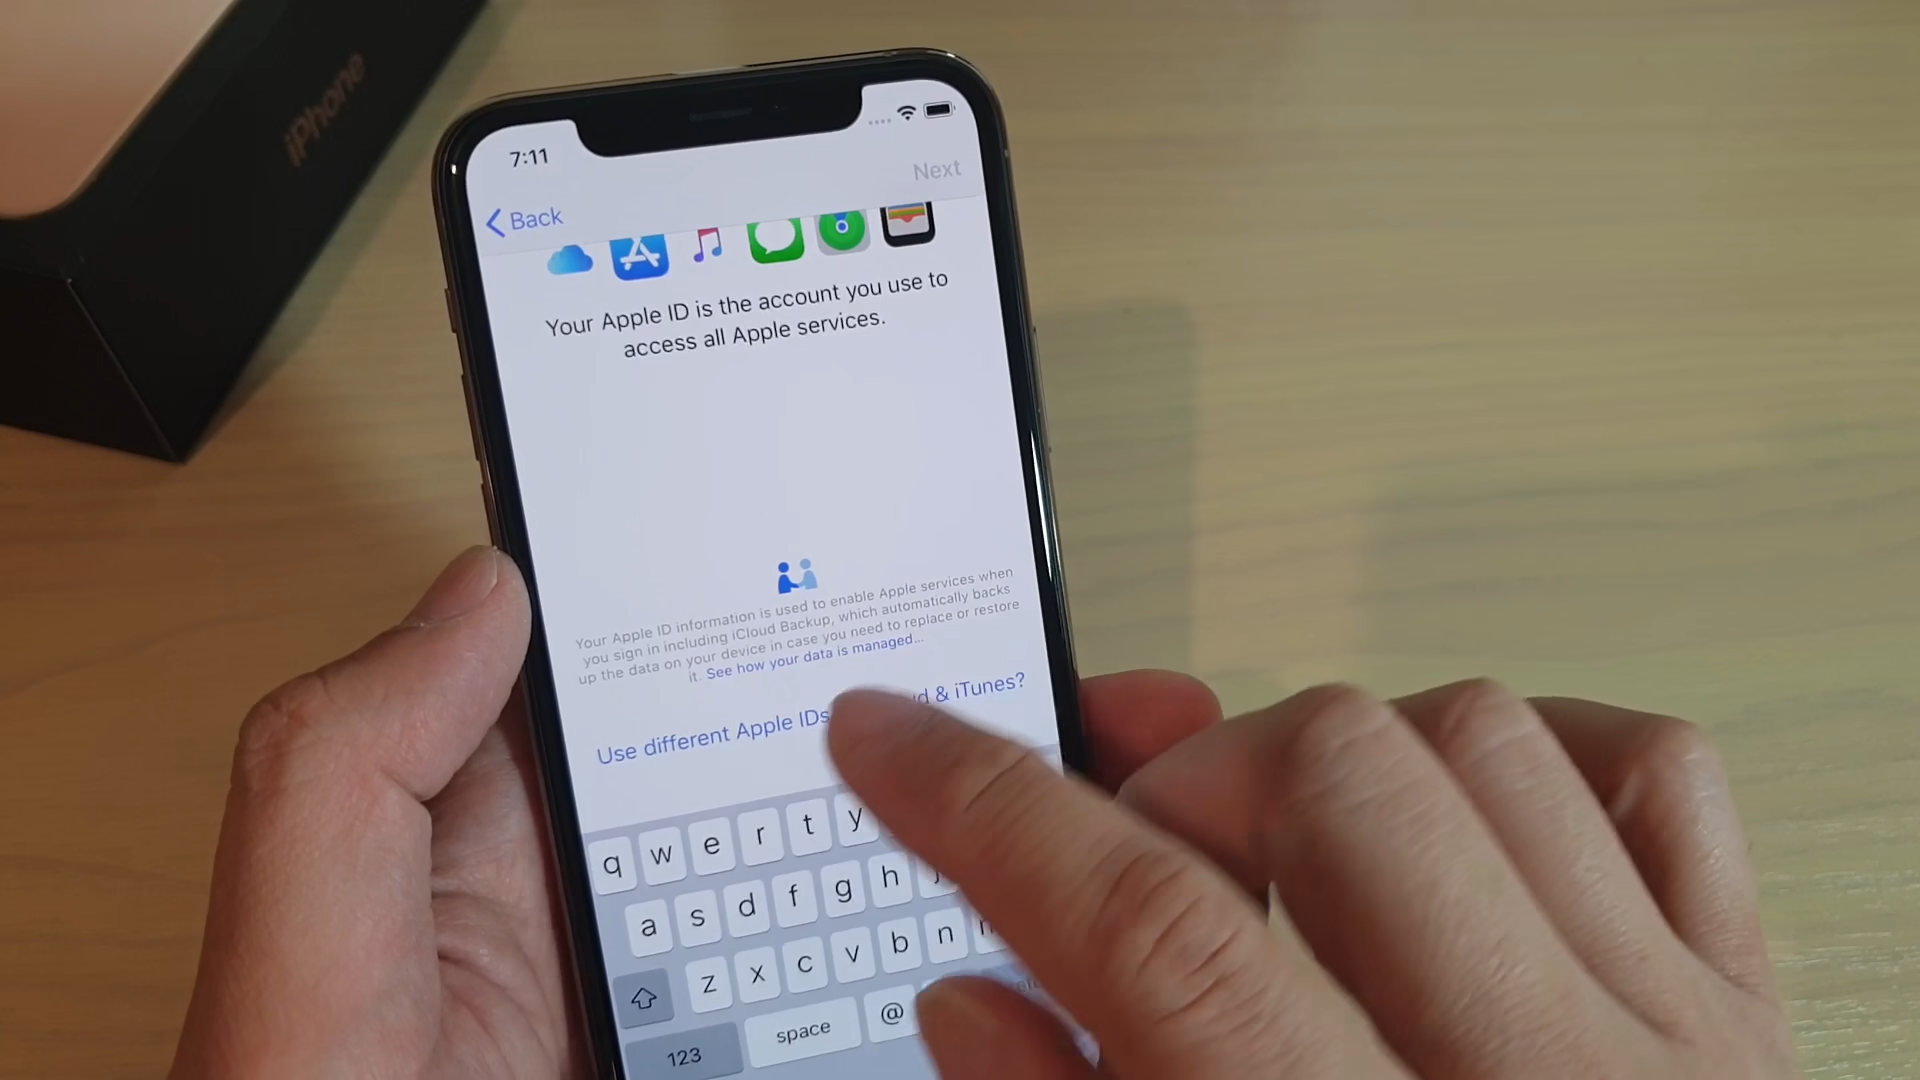 iPhone
7:11
Next
Back
Your Apple ID is the account you use to
access all Apple services.
Your Apple ID information is used to enable Apple services when
you sign in including iCloud Backup, which automatically backs
up the data on your device in case you need to replace or restore
it. See how your data is managed...
Use different Apple IDs & iTunes?
q w e r t y
a s d f g h j
z x c v b n m
123 space @